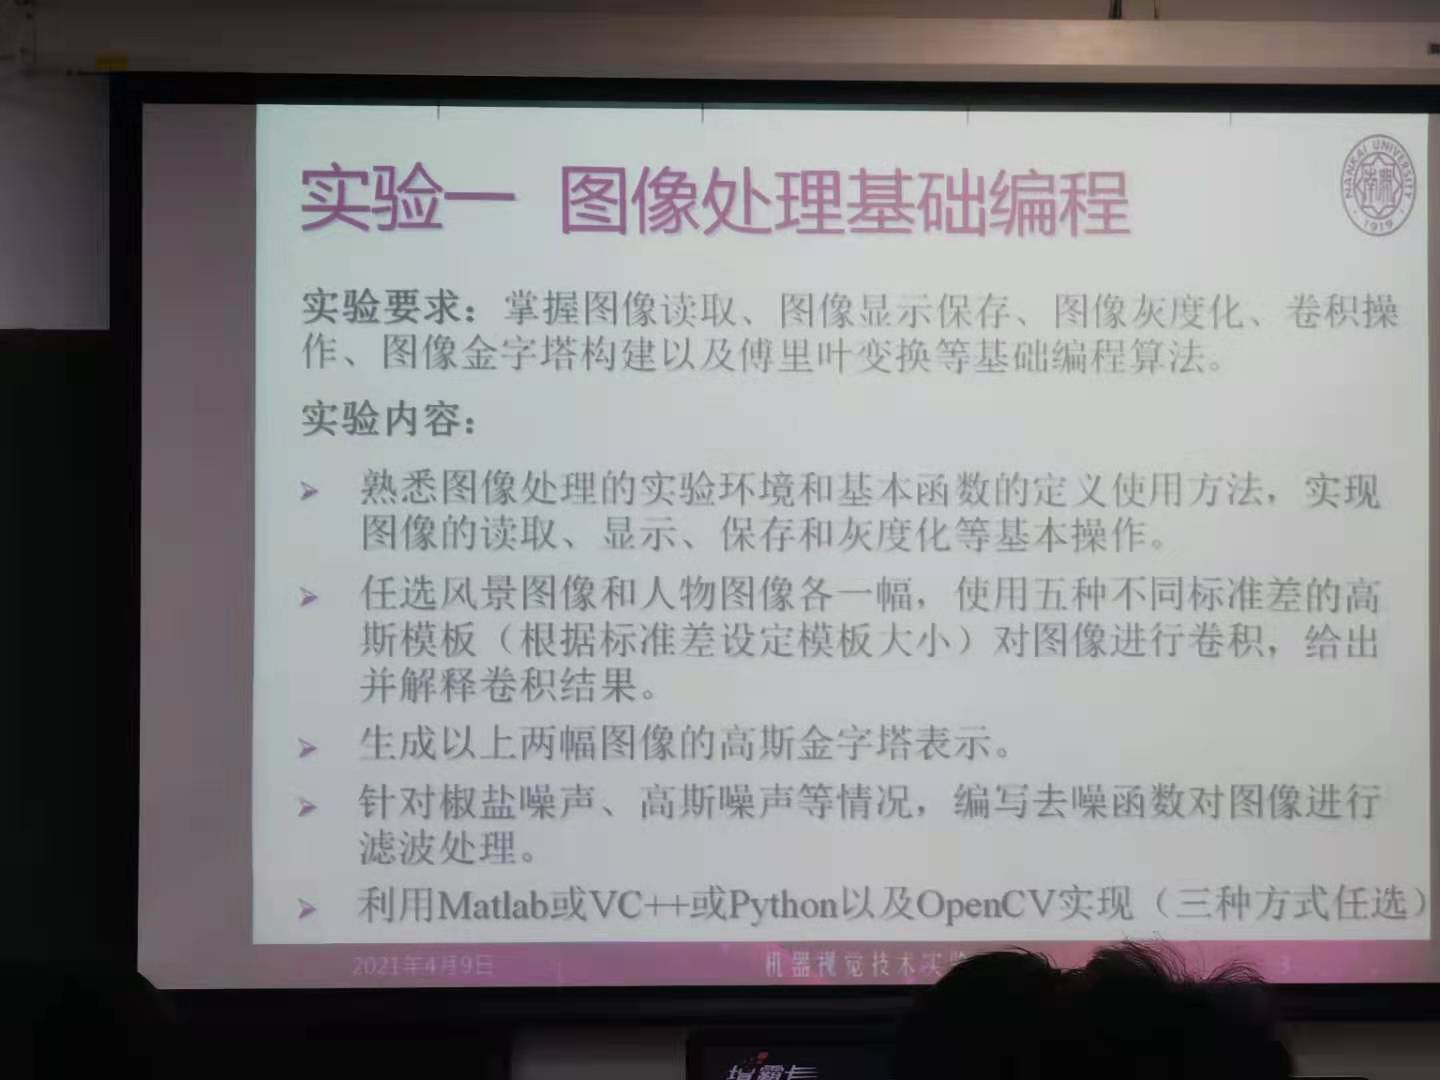 实验一 图像处理基础编程
NANKAI UNIVERSITY
南开
1919
实验要求：掌握图像读取、图像显示保存、图像灰度化、卷积操
作、图像金字塔构建以及傅里叶变换等基础编程算法。
实验内容：
➢ 熟悉图像处理的实验环境和基本函数的定义使用方法，实现
图像的读取、显示、保存和灰度化等基本操作。
➢ 任选风景图像和人物图像各一幅，使用五种不同标准差的高
斯模板（根据标准差设定模板大小）对图像进行卷积，给出
并解释卷积结果。
➢ 生成以上两幅图像的高斯金字塔表示。
➢ 针对椒盐噪声、高斯噪声等情况，编写去噪函数对图像进行
滤波处理。
➢ 利用Matlab或VC++或Python以及OpenCV实现（三种方式任选）
2021年4月9日
机器视觉技术实验
3